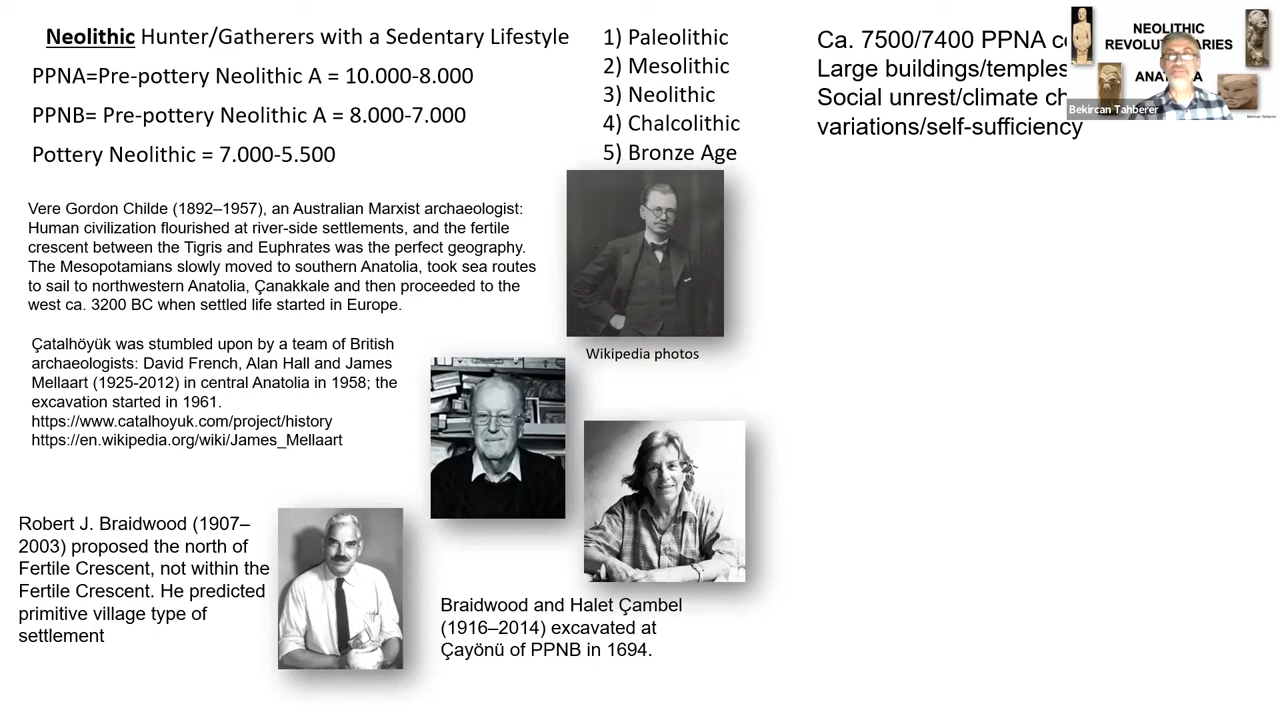 Neolithic Hunter/Gatherers with a Sedentary Lifestyle
PPNA=Pre-pottery Neolithic A = 10.000-8.000
PPNB= Pre-pottery Neolithic A = 8.000-7.000
Pottery Neolithic = 7.000-5.500
1) Paleolithic
2) Mesolithic
3) Neolithic
4) Chalcolithic
5) Bronze Age
Ca. 7500/7400 PPNA
Large buildings/temples
Social unrest/climate
variations/self-sufficiency
NEOLITHIC
Bekircan Tahberer
Bekircan Tahberer
Vere Gordon Childe (1892–1957), an Australian Marxist archaeologist:
Human civilization flourished at river-side settlements, and the fertile
crescent between the Tigris and Euphrates was the perfect geography.
The Mesopotamians slowly moved to southern Anatolia, took sea routes
to sail to northwestern Anatolia, Çanakkale and then proceeded to the
west ca. 3200 BC when settled life started in Europe.
Wikipedia photos
Çatalhöyük was stumbled upon by a team of British
archaeologists: David French, Alan Hall and James
Mellaart (1925-2012) in central Anatolia in 1958; the
excavation started in 1961.
https://www.catalhoyuk.com/project/history
https://en.wikipedia.org/wiki/James_Mellaart
Robert J. Braidwood (1907–
2003) proposed the north of
Fertile Crescent, not within the
Fertile Crescent. He predicted
primitive village type of
settlement
Braidwood and Halet Çambel
(1916–2014) excavated at
Çayönü of PPNB in 1694.